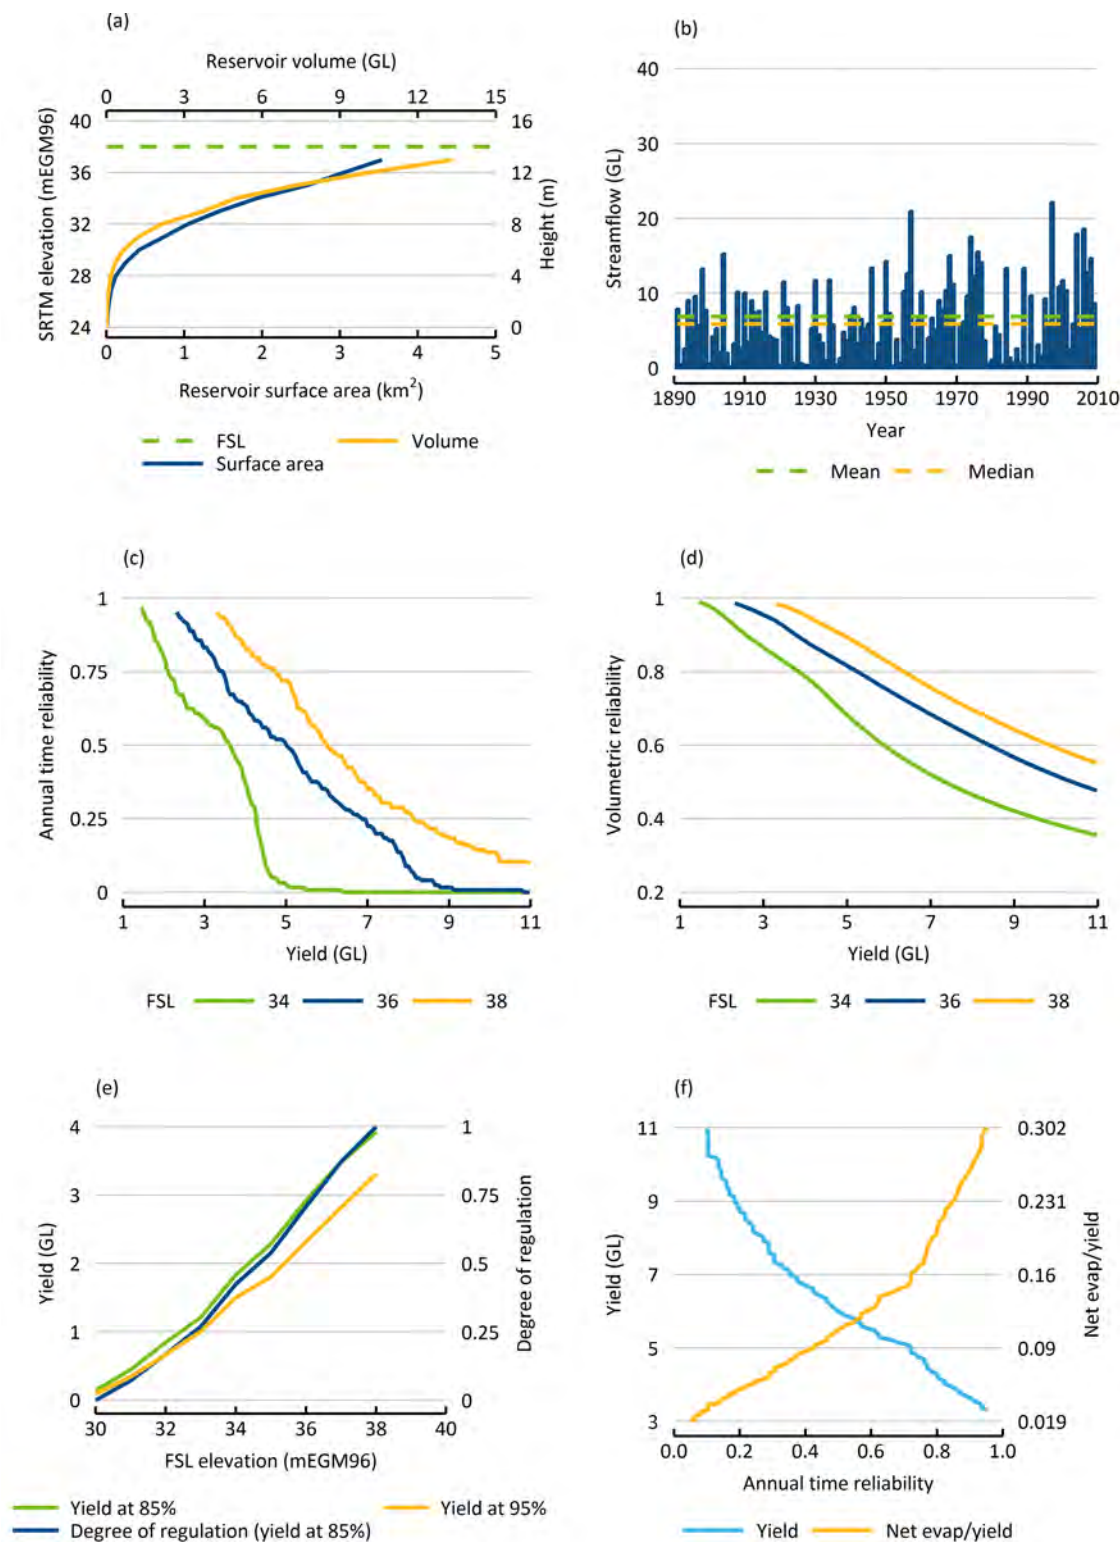 (a)
Reservoir volume (GL)
0 3 6 9 12 15
SRTM elevation (mEGM96)
40
36
32
28
24
16
12
8
4
0
Height (m)
0 1 2 3 4 5
Reservoir surface area (km²)
FSL Volume
Surface area
(b)
Streamflow (GL)
40
30
20
10
0
1890 1910 1930 1950 1970 1990 2010
Year
Mean Median
(c)
Annual time reliability
1
0.75
0.5
0.25
0
1 3 5 7 9 11
Yield (GL)
FSL 34 36 38
(d)
Volumetric reliability
1
0.8
0.6
0.4
0.2
1 3 5 7 9 11
Yield (GL)
FSL 34 36 38
(e)
Yield (GL)
4
3
2
1
0
1
0.75
0.5
0.25
0
Degree of regulation
30 32 34 36 38 40
FSL elevation (mEGM96)
Yield at 85% Yield at 95%
Degree of regulation (yield at 85%)
(f)
Yield (GL)
11
9
7
5
3
0.302
0.231
0.16
0.09
0.019
Net evap/yield
0.0 0.2 0.4 0.6 0.8 1.0
Annual time reliability
Yield Net evap/yield